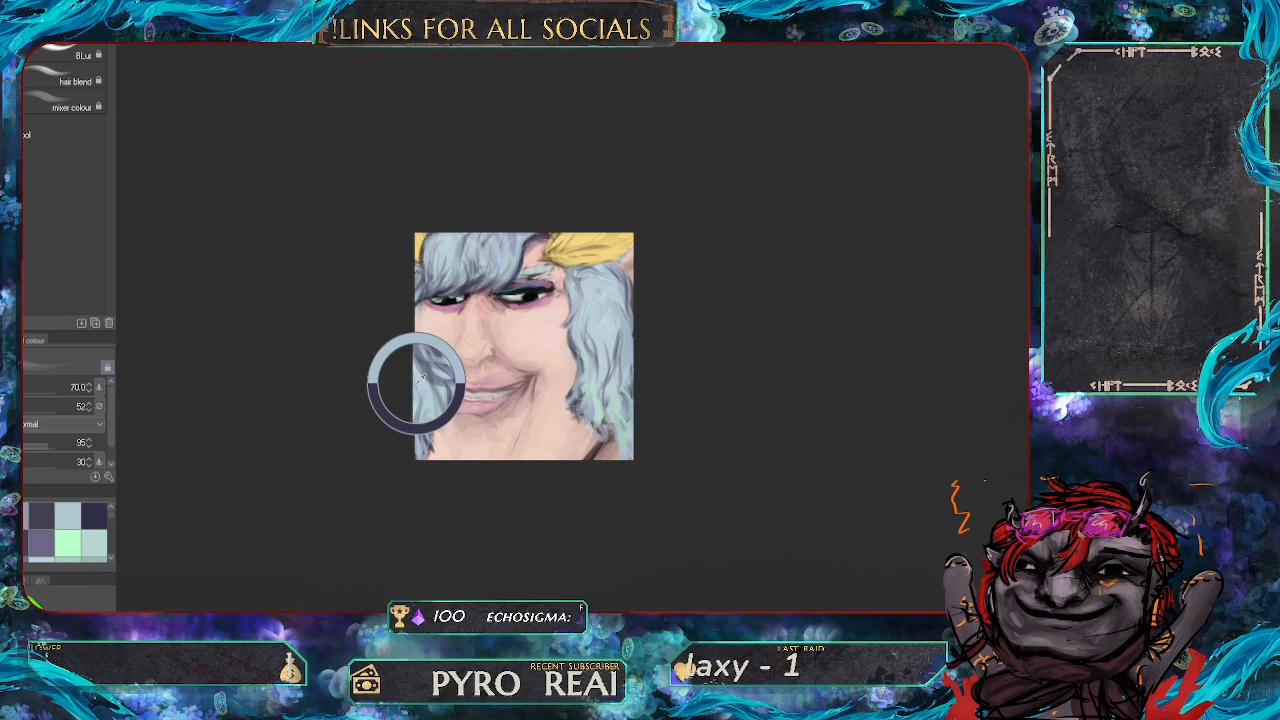 !LINKS FOR ALL SOCIALS
BLur
hair blend
mixer colour
colour
70.0
52
95
30
100 ECHOSIGMA:
RECENT SUBSCRIBER
PYRO REAI
LAST RAID
laxy - 1